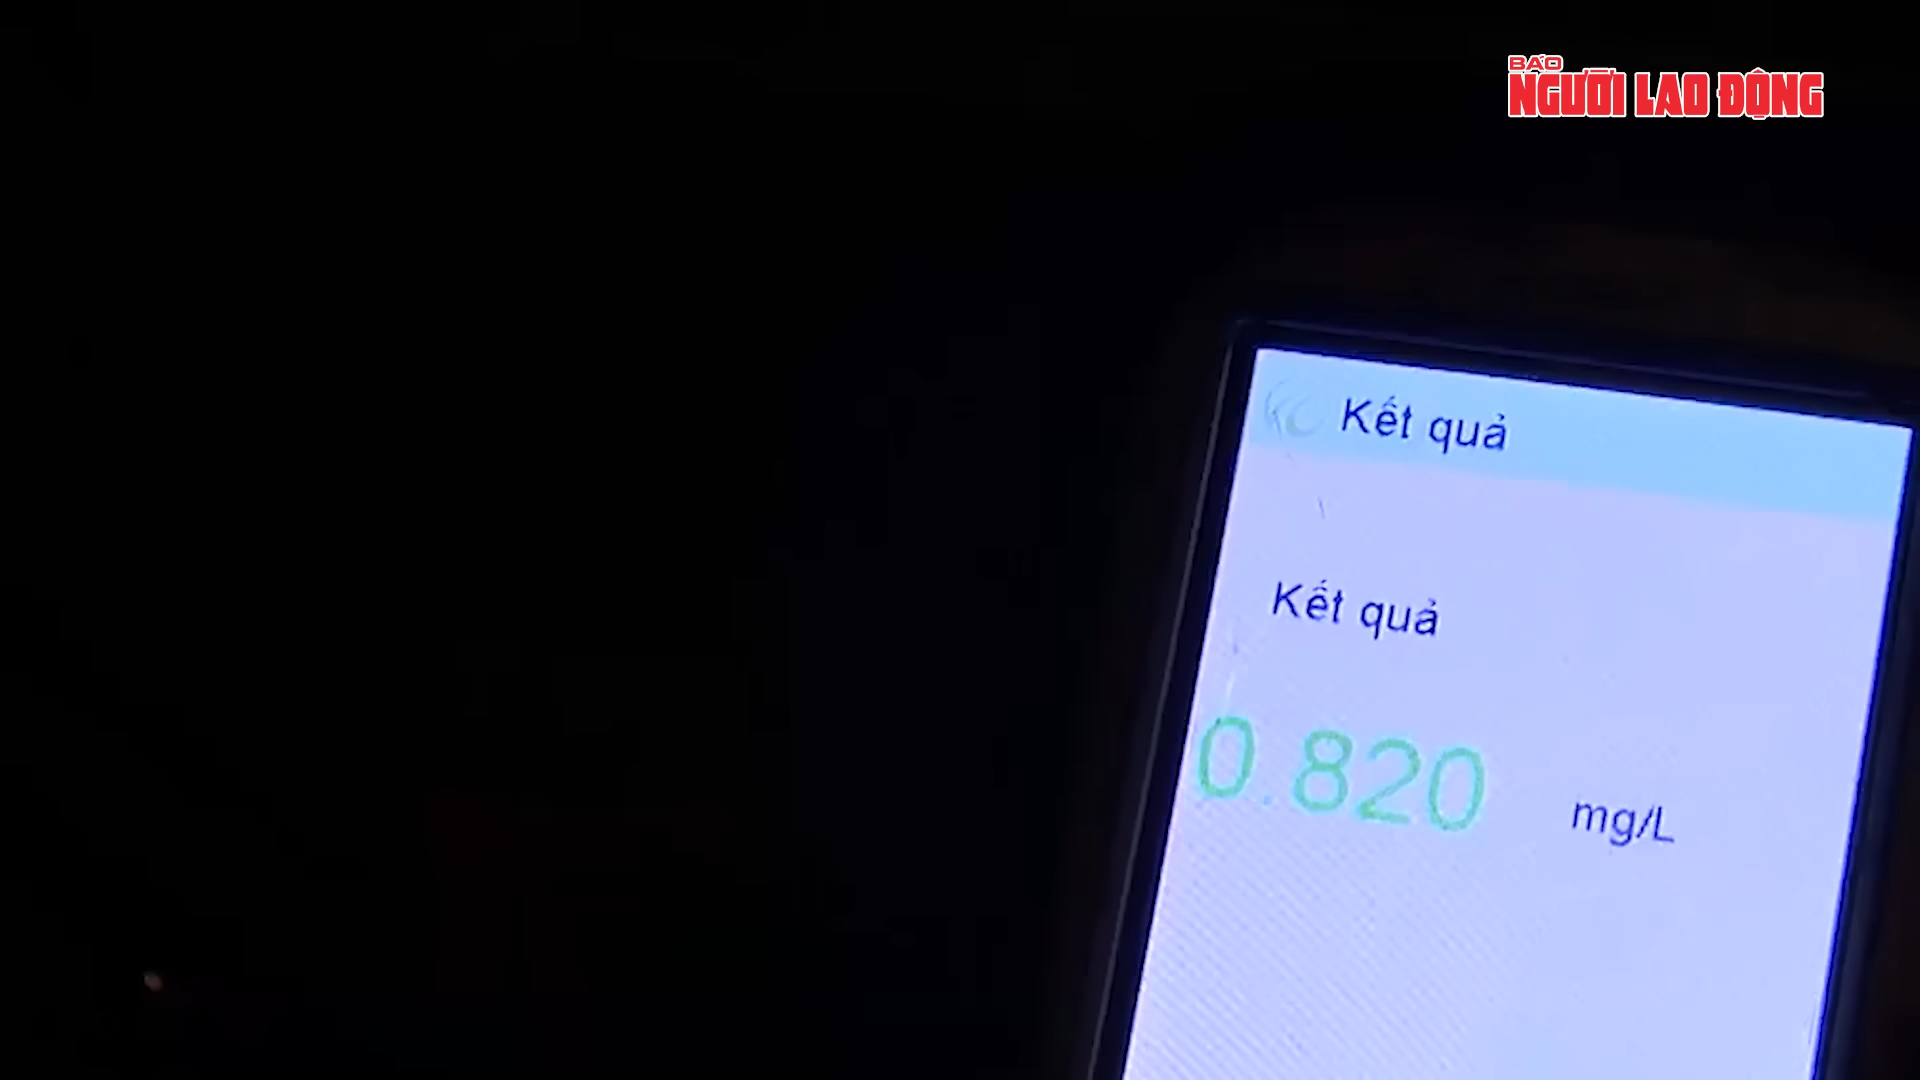 BÁO
NGƯỜI LAO ĐỘNG
Kết quả
Kết quả
0.820 mg/L